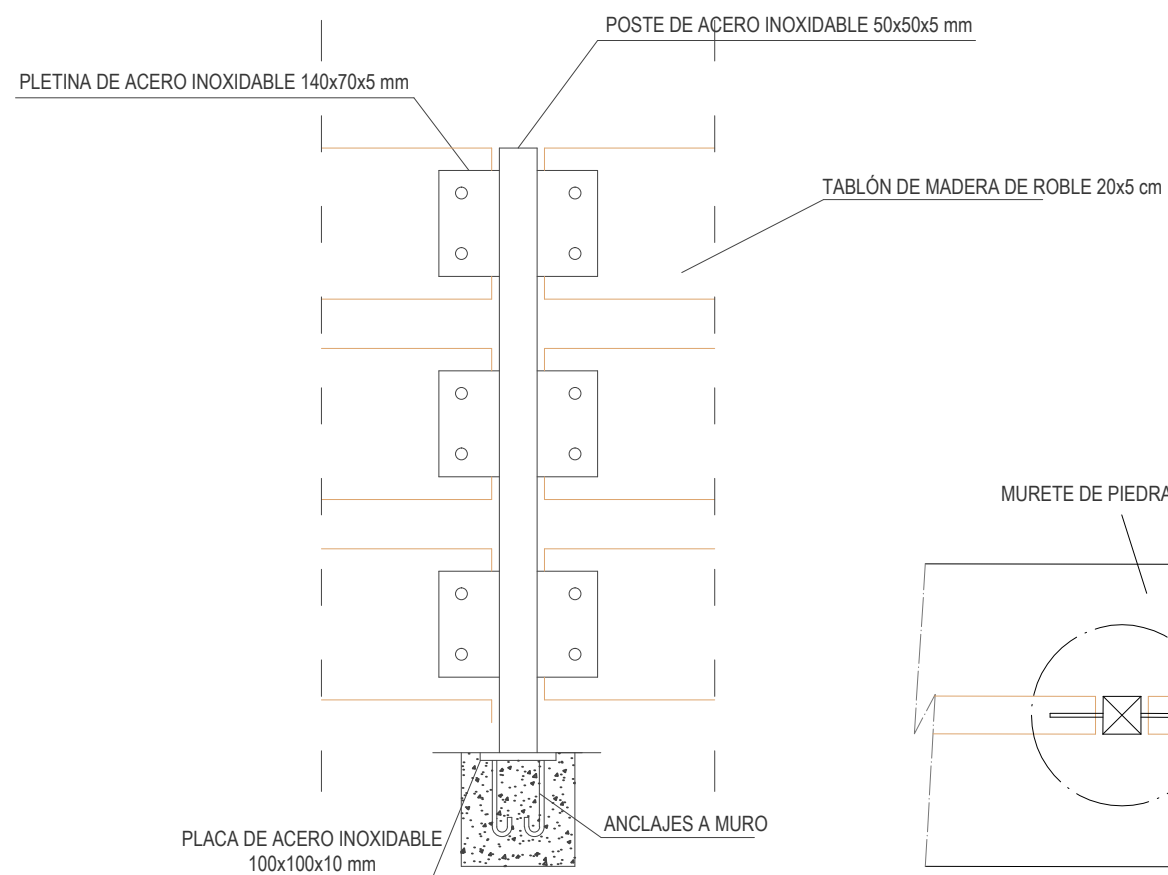 POSTE DE ACERO INOXIDABLE 50x50x5 mm
PLETINA DE ACERO INOXIDABLE 140x70x5 mm
TABLÓN DE MADERA DE ROBLE 20x5 cm
MURETE DE PIEDRA
ANCLAJES A MURO
PLACA DE ACERO INOXIDABLE
100x100x10 mm